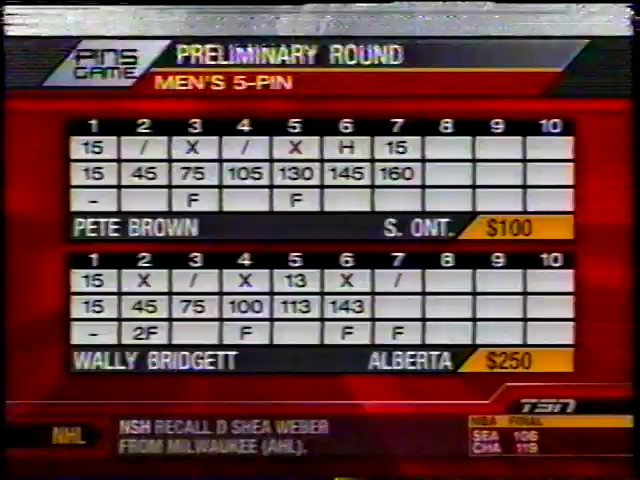 PINS GAME
PRELIMINARY ROUND
MEN'S 5-PIN
1 2 3 4 5 6 7 8 9 10
15 / X / X H 15
15 45 75 105 130 145 160
- F F
PETE BROWN S. ONT. $100
1 2 3 4 5 6 7 8 9 10
15 X / X 13 X /
15 45 75 100 113 143
- 2F F F F
WALLY BRIDGETT ALBERTA $250
TSN
NHL
NSH RECALL D SHEA WEBER
FROM MILWAUKEE (AHL).
NBA FINAL
SEA 106
CHA 119